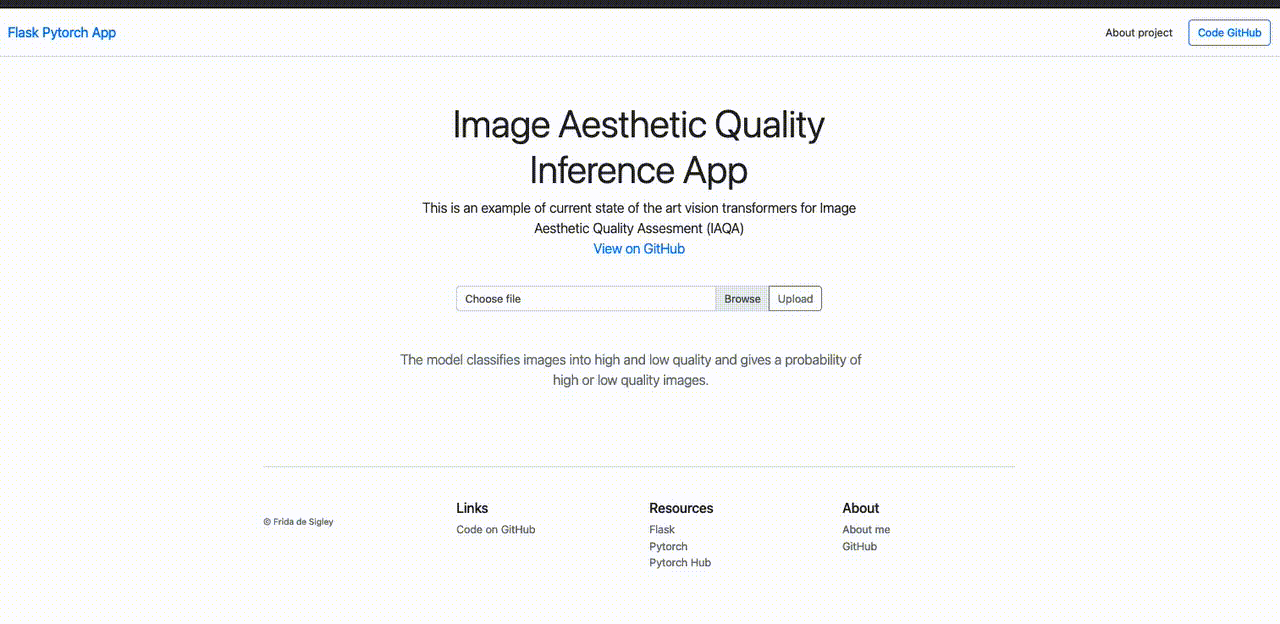 Flask Pytorch App
About project
Code GitHub
Image Aesthetic Quality
Inference App
This is an example of current state of the art vision transformers for Image
Aesthetic Quality Assesment (IAQA)
View on GitHub
Choose file
Browse
Upload
The model classifies images into high and low quality and gives a probability of
high or low quality images.
© Frida de Sigley
Links
Code on GitHub
Resources
Flask
Pytorch
Pytorch Hub
About
About me
GitHub